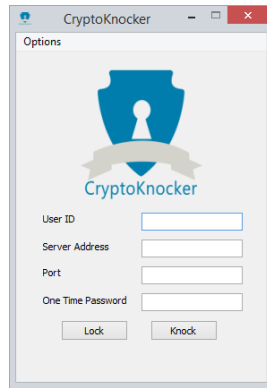 CryptoKnocker
Options
CryptoKnocker
User ID
Server Address
Port
One Time Password
Lock Knock